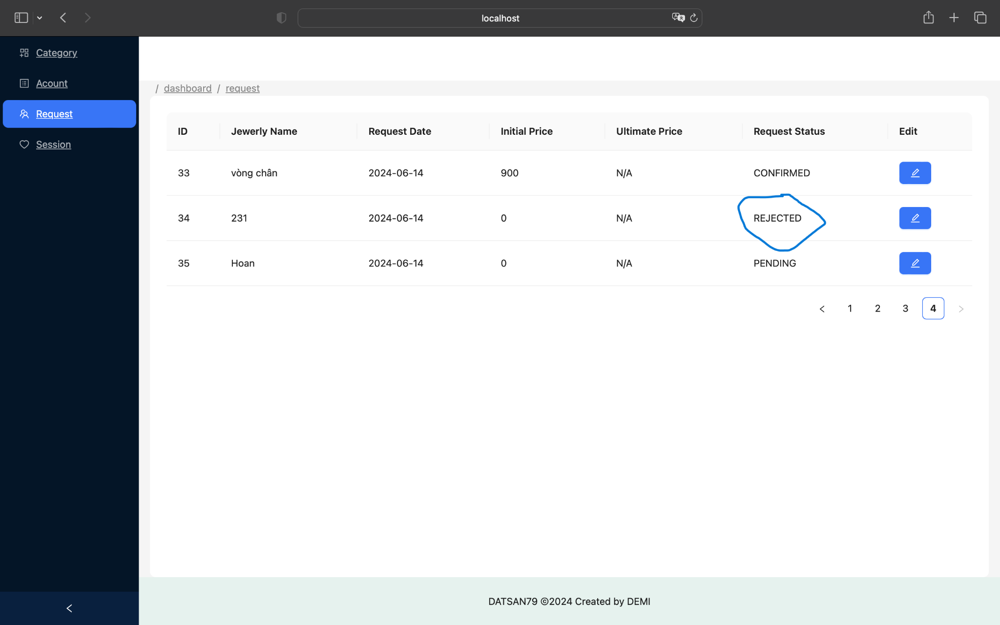 localhost
Category
Acount
Request
Session
/ dashboard / request
ID Jewerly Name Request Date Initial Price Ultimate Price Request Status Edit
33 vòng chân 2024-06-14 900 N/A CONFIRMED
34 231 2024-06-14 0 N/A REJECTED
35 Hoan 2024-06-14 0 N/A PENDING
< 1 2 3 4 >
DATSAN79 ©2024 Created by DEMI